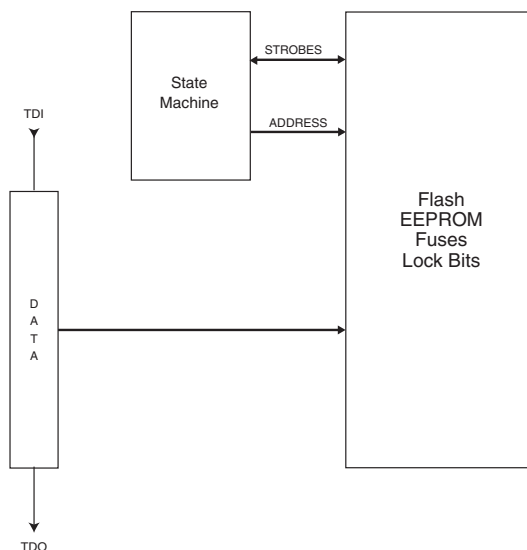 STROBES
State
Machine
TDI
ADDRESS
Flash
EEPROM
Fuses
Lock Bits
D
A
T
A
TDO